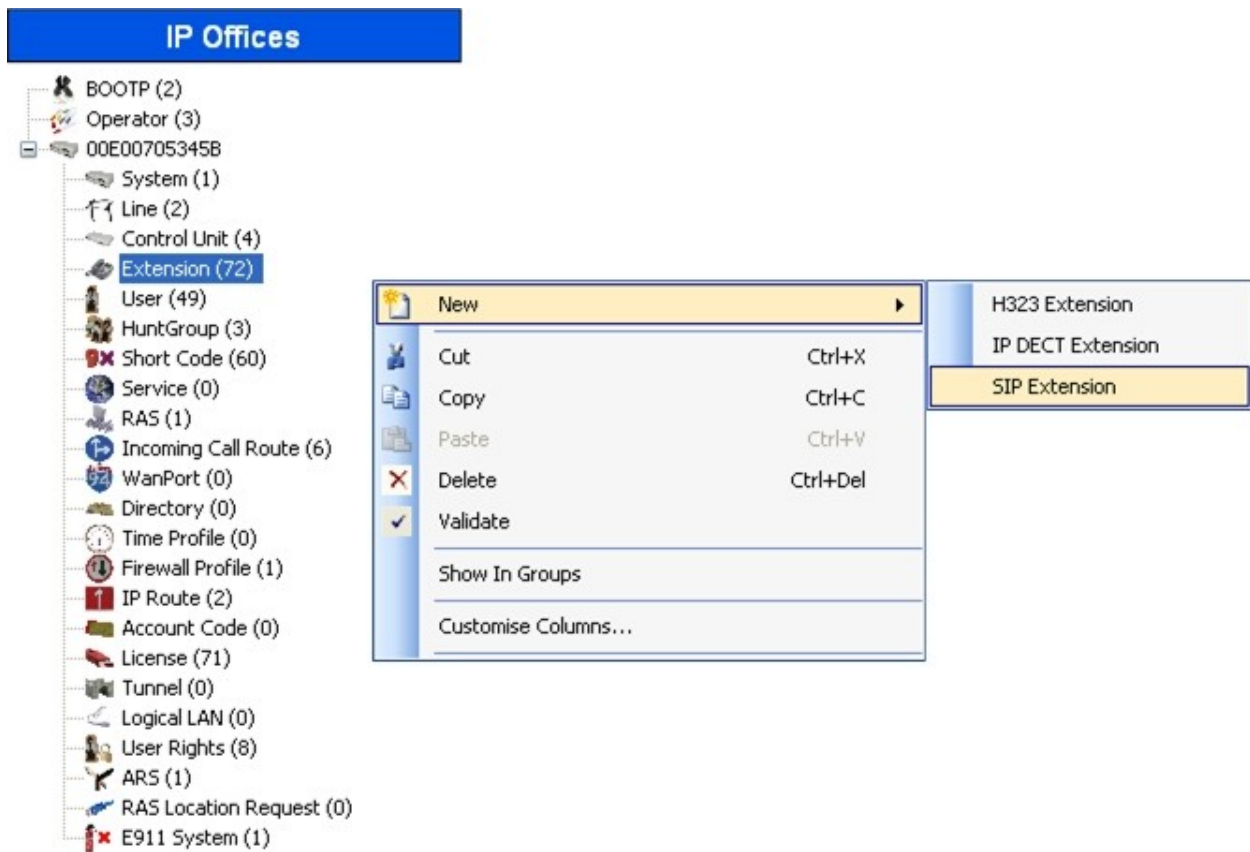 IP Offices
BOOTP (2)
Operator (3)
00E00705345B
System (1)
Line (2)
Control Unit (4)
Extension (72)
User (49)
HuntGroup (3)
Short Code (60)
Service (0)
RAS (1)
Incoming Call Route (6)
WanPort (0)
Directory (0)
Time Profile (0)
Firewall Profile (1)
IP Route (2)
Account Code (0)
License (71)
Tunnel (0)
Logical LAN (0)
User Rights (8)
ARS (1)
RAS Location Request (0)
E911 System (1)
New
Cut Ctrl+X
Copy Ctrl+C
Paste Ctrl+V
Delete Ctrl+Del
Validate
Show In Groups
Customise Columns...
H323 Extension
IP DECT Extension
SIP Extension